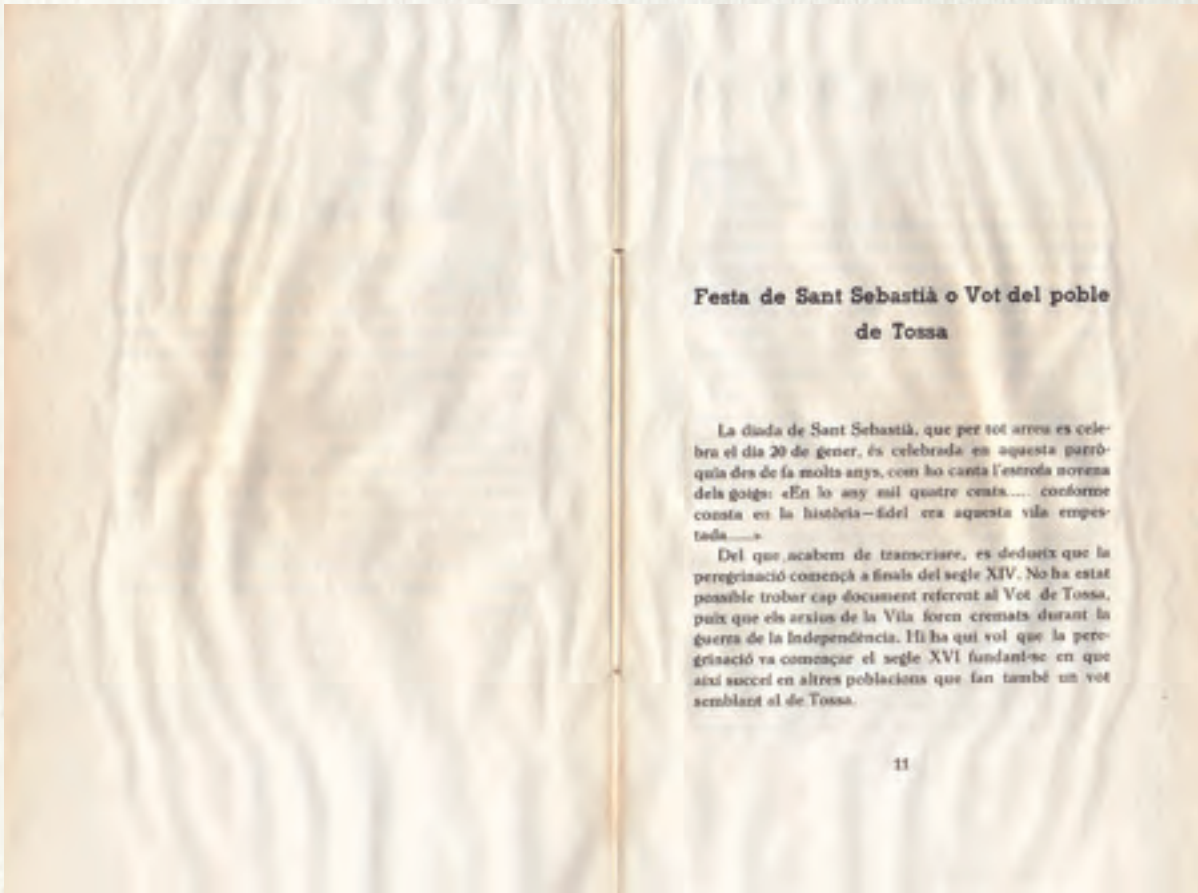 Festa de Sant Sebastià o Vot del poble
de Tossa
La diada de Sant Sebastià, que per tot arreu es cele-
bra el dia 20 de gener, és celebrada en aquesta parrò-
quia des de fa molts anys, com ho canta l'estrofa novena
dels goigs: «En lo any mil quatre cents..... conforme
consta en la història—fidel era aquesta vila empes-
tada.....»
Del que acabem de transcriure, es dedueix que la
peregrinació començà a finals del segle XIV. No ha estat
possible trobar cap document referent al Vot de Tossa,
puix que els arxius de la Vila foren cremats durant la
guerra de la Independència. Hi ha qui vol que la pere-
grinació va començar el segle XVI fundant-se en que
així succeí en altres poblacions que fan també un vot
semblant al de Tossa.
11